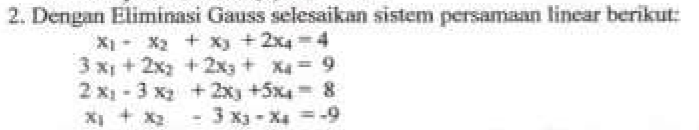 2. Dengan Eliminasi Gauss selesaikan sistem persamaan linear berikut:
x₁ - x₂ + x₃ + 2x₄ = 4
3 x₁ + 2x₂ + 2x₃ + x₄ = 9
2 x₁ - 3 x₂ + 2x₃ +5x₄ = 8
x₁ + x₂ - 3 x₃ - x₄ = -9